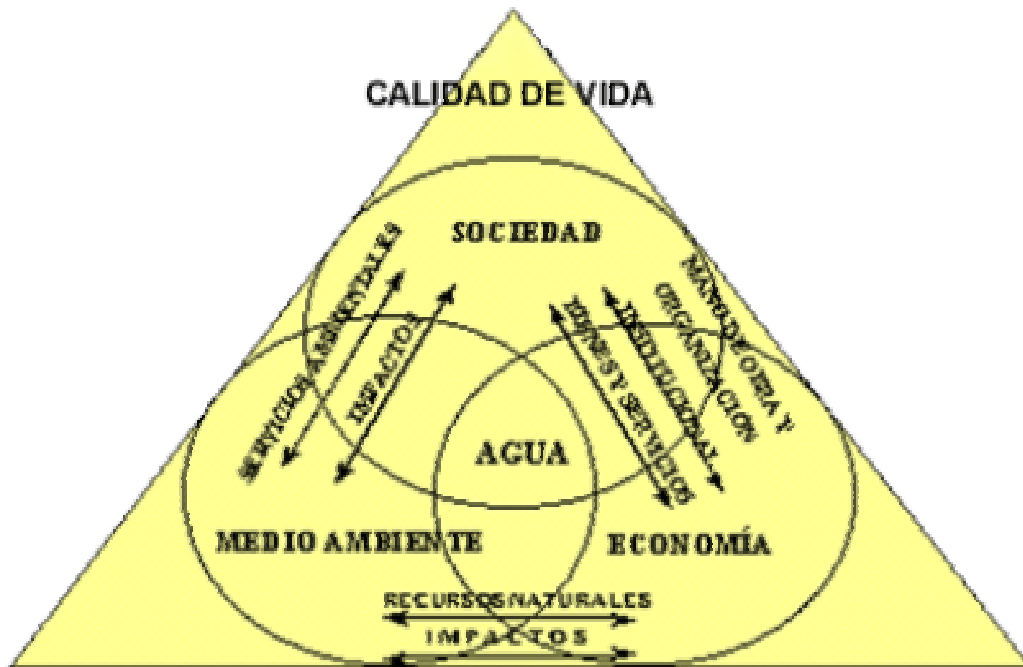 CALIDAD DE VIDA
SOCIEDAD
SERVICIOS AMBIENTALES
IMPACTOS
BIENES Y SERVICIOS
INSTITUCIONAL
ORGANIZACIÓN
MANO DE OBRA Y
AGUA
MEDIO AMBIENTE
ECONOMÍA
RECURSOS NATURALES
IMPACTOS